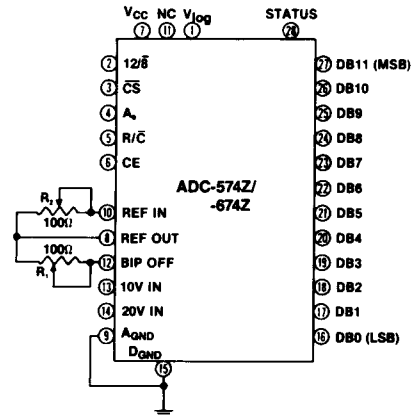 VCC NC Vlog STATUS
7 11 1 28
2 12/8̅ 27 DB11 (MSB)
3 C̅S̅ 26 DB10
4 Ao 25 DB9
5 R/C̅ 24 DB8
6 CE 23 DB7
ADC-574Z/
-674Z
22 DB6
R2
100Ω
10 REF IN 21 DB5
8 REF OUT 20 DB4
100Ω
R1
12 BIP OFF 19 DB3
13 10V IN 18 DB2
14 20V IN 17 DB1
9 AGND 16 DB0 (LSB)
DGND
15